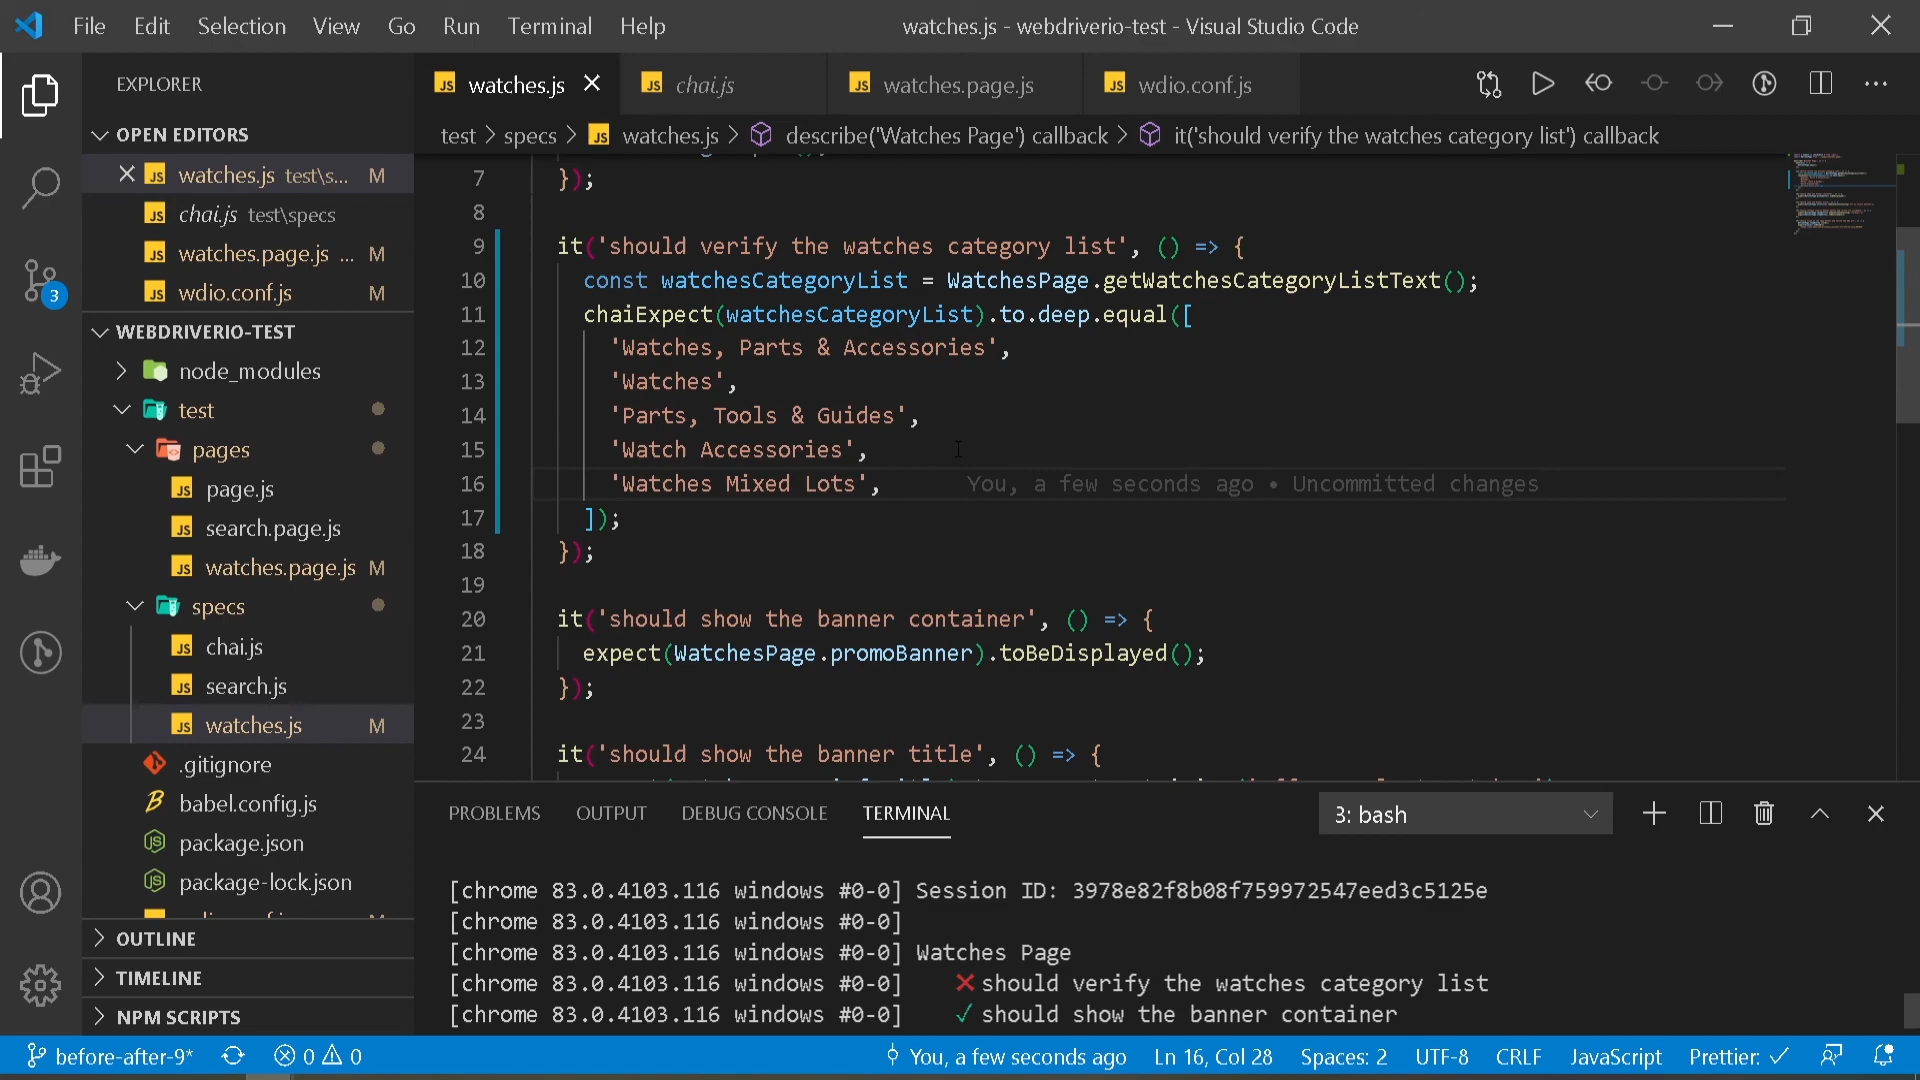 File Edit Selection View Go Run Terminal Help
watches.js - webdriverio-test - Visual Studio Code
EXPLORER
OPEN EDITORS
watches.js test\s... M
chai.js test\specs
watches.page.js ... M
wdio.conf.js M
WEBDRIVERIO-TEST
node_modules
test
pages
page.js
search.page.js
watches.page.js M
specs
chai.js
search.js
watches.js M
.gitignore
babel.config.js
package.json
package-lock.json
OUTLINE
TIMELINE
NPM SCRIPTS
3
watches.js
chai.js
watches.page.js
wdio.conf.js
test > specs > watches.js > describe('Watches Page') callback > it('should verify the watches category list') callback
7 });
8
9 it('should verify the watches category list', () => {
10 const watchesCategoryList = WatchesPage.getWatchesCategoryListText();
11 chaiExpect(watchesCategoryList).to.deep.equal([
12 'Watches, Parts & Accessories',
13 'Watches',
14 'Parts, Tools & Guides',
15 'Watch Accessories',
16 'Watches Mixed Lots', You, a few seconds ago • Uncommitted changes
17 ]);
18 });
19
20 it('should show the banner container', () => {
21 expect(WatchesPage.promoBanner).toBeDisplayed();
22 });
23
24 it('should show the banner title', () => {
PROBLEMS OUTPUT DEBUG CONSOLE TERMINAL
3: bash
[chrome 83.0.4103.116 windows #0-0] Session ID: 3978e82f8b08f759972547eed3c5125e
[chrome 83.0.4103.116 windows #0-0]
[chrome 83.0.4103.116 windows #0-0] Watches Page
[chrome 83.0.4103.116 windows #0-0] ❌ should verify the watches category list
[chrome 83.0.4103.116 windows #0-0] ✓ should show the banner container
before-after-9* 0 0 You, a few seconds ago Ln 16, Col 28 Spaces: 2 UTF-8 CRLF JavaScript Prettier: ✓